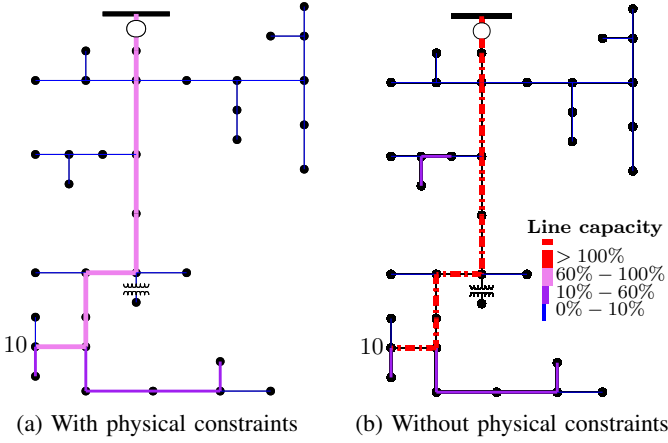 10
10
Line capacity
> 100%
60% − 100%
10% − 60%
0% − 10%
(a) With physical constraints
(b) Without physical constraints